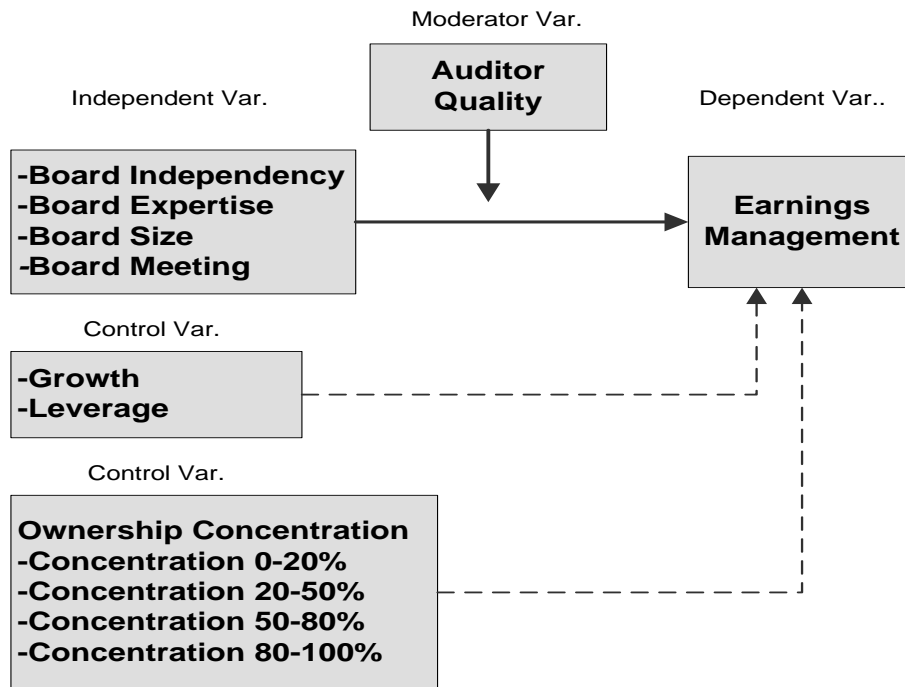 Moderator Var.
Auditor
Quality
Independent Var.
Dependent Var..
-Board Independency
-Board Expertise
-Board Size
-Board Meeting
Earnings
Management
Control Var.
-Growth
-Leverage
Control Var.
Ownership Concentration
-Concentration 0-20%
-Concentration 20-50%
-Concentration 50-80%
-Concentration 80-100%